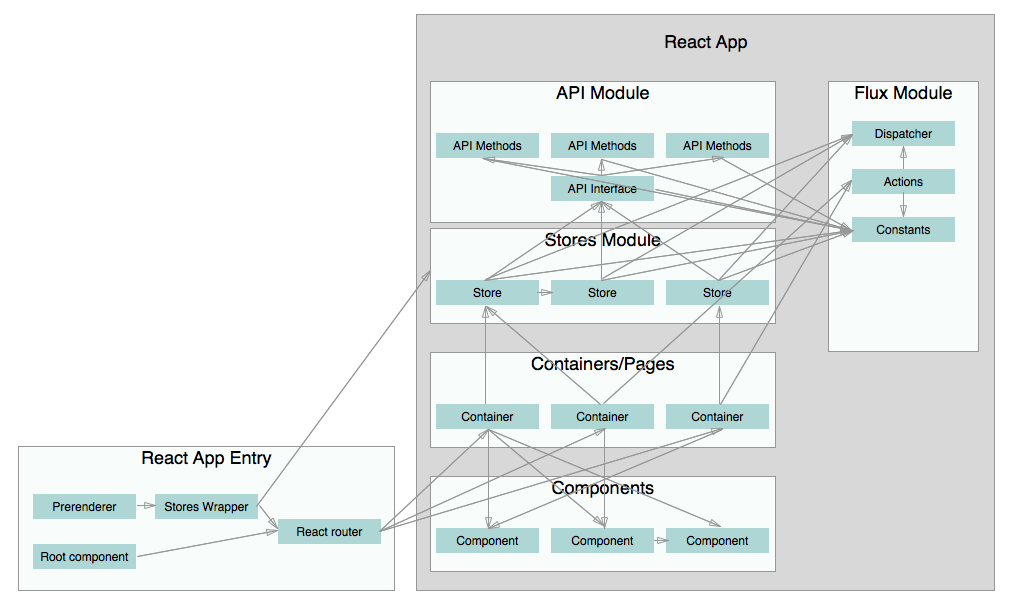 React App
API Module
API Methods
API Methods
API Methods
API Interface
Flux Module
Dispatcher
Actions
Constants
Stores Module
Store
Store
Store
Containers/Pages
Container
Container
Container
Components
Component
Component
Component
React App Entry
Prerenderer
Stores Wrapper
React router
Root component